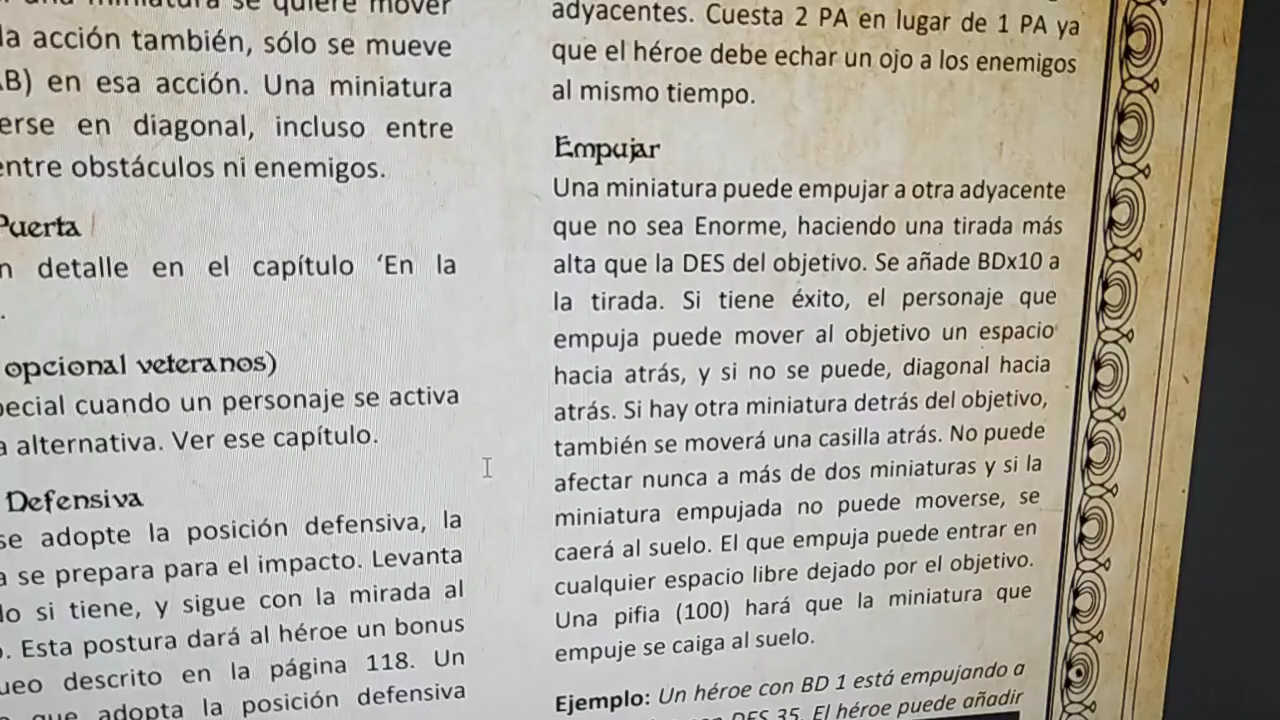 una miniatura se quiere mover
la acción también, sólo se mueve
en esa acción. Una miniatura
en diagonal, incluso entre
entre obstáculos ni enemigos.
Puerta
detalle en el capítulo ‘En la
.
opcional veteranos)
cuando un personaje se activa
alternativa. Ver ese capítulo.
Defensiva
se adopte la posición defensiva, la
se prepara para el impacto. Levanta
si tiene, y sigue con la mirada al
. Esta postura dará al héroe un bonus
descrito en la página 118. Un
que adopta la posición defensiva
adyacentes. Cuesta 2 PA en lugar de 1 PA ya
que el héroe debe echar un ojo a los enemigos
al mismo tiempo.
Empujar
Una miniatura puede empujar a otra adyacente
que no sea Enorme, haciendo una tirada más
alta que la DES del objetivo. Se añade BDx10 a
la tirada. Si tiene éxito, el personaje que
empuja puede mover al objetivo un espacio
hacia atrás, y si no se puede, diagonal hacia
atrás. Si hay otra miniatura detrás del objetivo,
también se moverá una casilla atrás. No puede
afectar nunca a más de dos miniaturas y si la
miniatura empujada no puede moverse, se
caerá al suelo. El que empuja puede entrar en
cualquier espacio libre dejado por el objetivo.
Una pifia (100) hará que la miniatura que
empuje se caiga al suelo.
Ejemplo: Un héroe con BD 1 está empujando a
DES 35. El héroe puede añadir